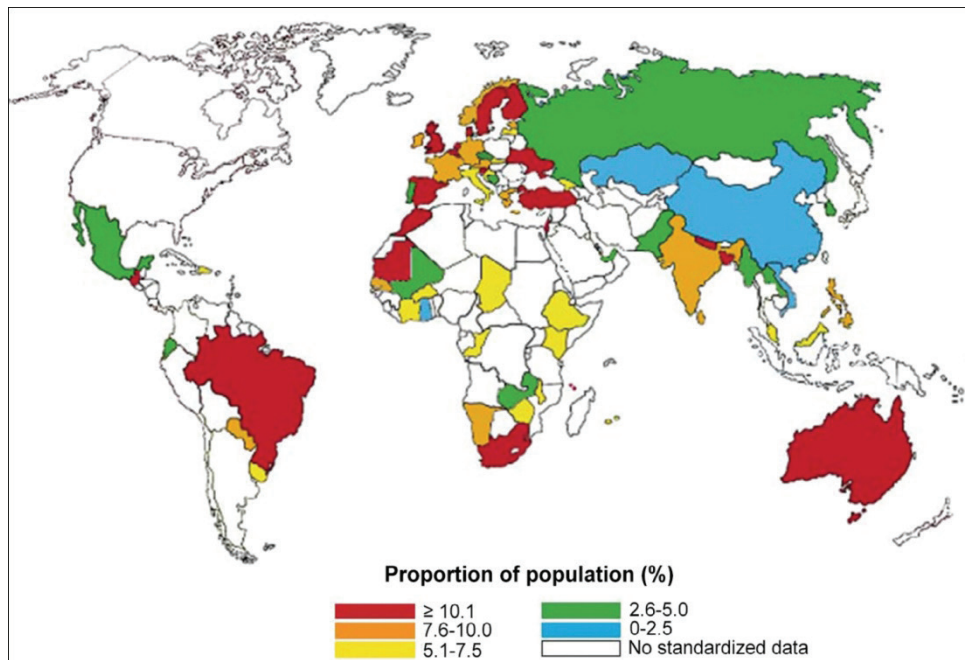 Proportion of population (%)
≥ 10.1
7.6-10.0
5.1-7.5
2.6-5.0
0-2.5
No standardized data